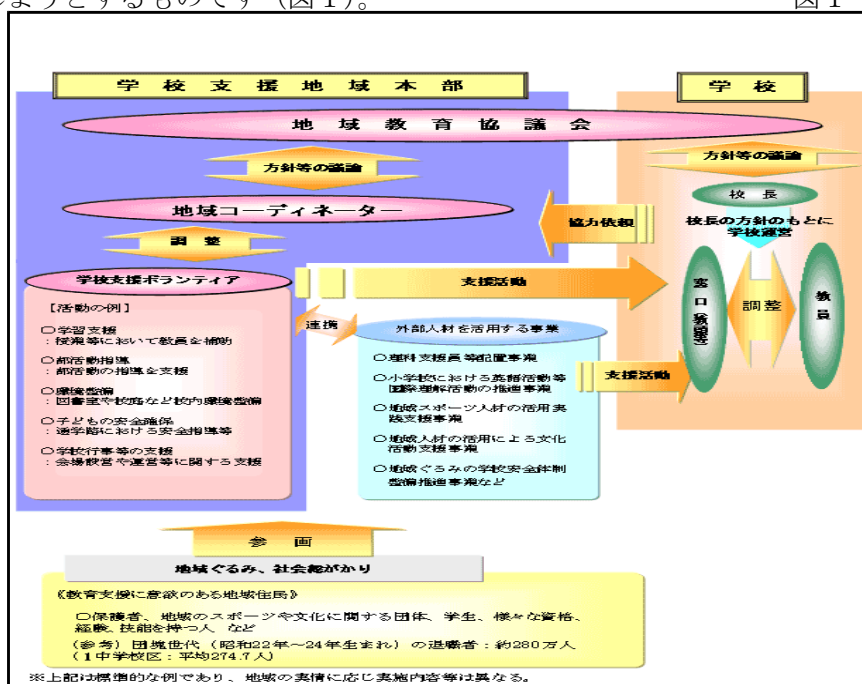 ようとするものです（図１）。
図１
学校支援地域本部
学校
地域教育協議会
方針等の議論
方針等の議論
校長
地域コーディネーター
協力依頼
校長の方針のもとに
学校運営
調整
学校支援ボランティア
支援活動
窓口（教頭等）
調整
教員
［活動の例］
○学習支援
：授業等において教員を補助
○部活動指導
：部活動の指導を支援
○環境整備
：図書室や校庭など校内環境整備
○子どもの安全確保
：通学路における安全指導等
○学校行事等の支援
：会場設営や運営等に関する支援
連携
外部人材を活用する事業
○理科支援員等配置事業
○小学校における英語活動等
国際理解活動の推進事業
○地域スポーツ人材の活用実
践支援事業
○地域人材の活用による文化
活動支援事業
○地域ぐるみの学校安全体制
整備推進事業など
支援活動
参画
地域ぐるみ、社会総がかり
《教育支援に意欲のある地域住民》
○保護者、地域のスポーツや文化に関する団体、学生、様々な資格、
経験、技能を持つ人 など
（参考）団塊世代（昭和22年～24年生まれ）の退職者：約280万人
（１中学校区：平均274.7人）
※上記は標準的な例であり、地域の実情に応じ実施内容等は異なる。